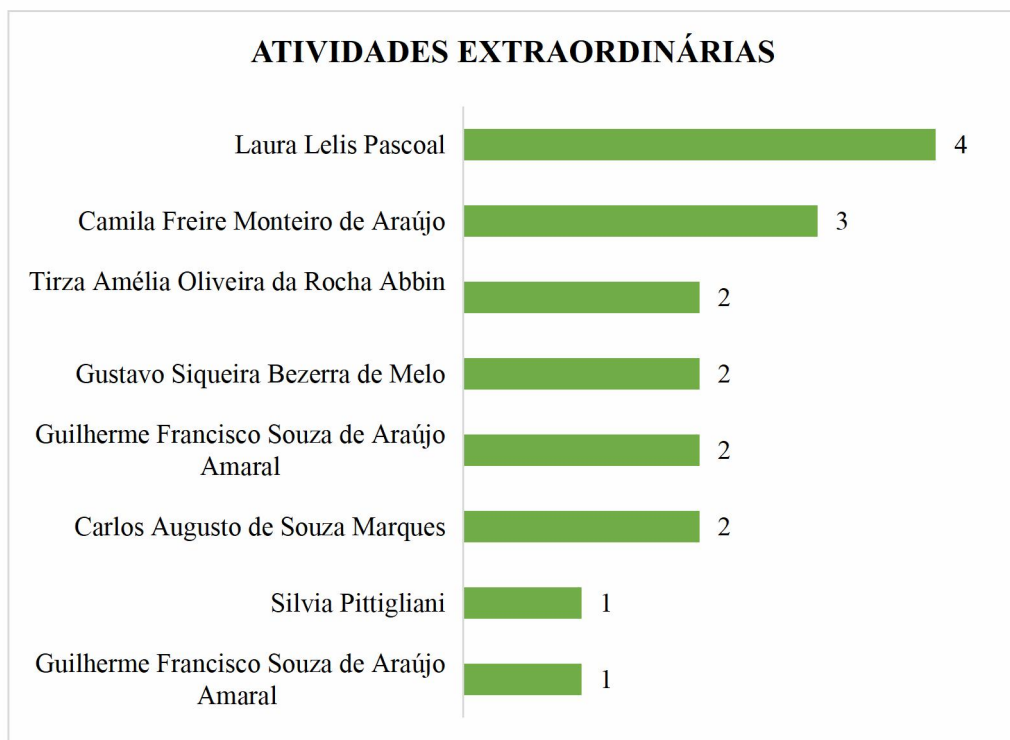 ATIVIDADES EXTRAORDINÁRIAS
Laura Lelis Pascoal
4
Camila Freire Monteiro de Araújo
3
Tirza Amélia Oliveira da Rocha Abbin
2
Gustavo Siqueira Bezerra de Melo
2
Guilherme Francisco Souza de Araújo
Amaral
2
Carlos Augusto de Souza Marques
2
Silvia Pittigliani
1
Guilherme Francisco Souza de Araújo
Amaral
1